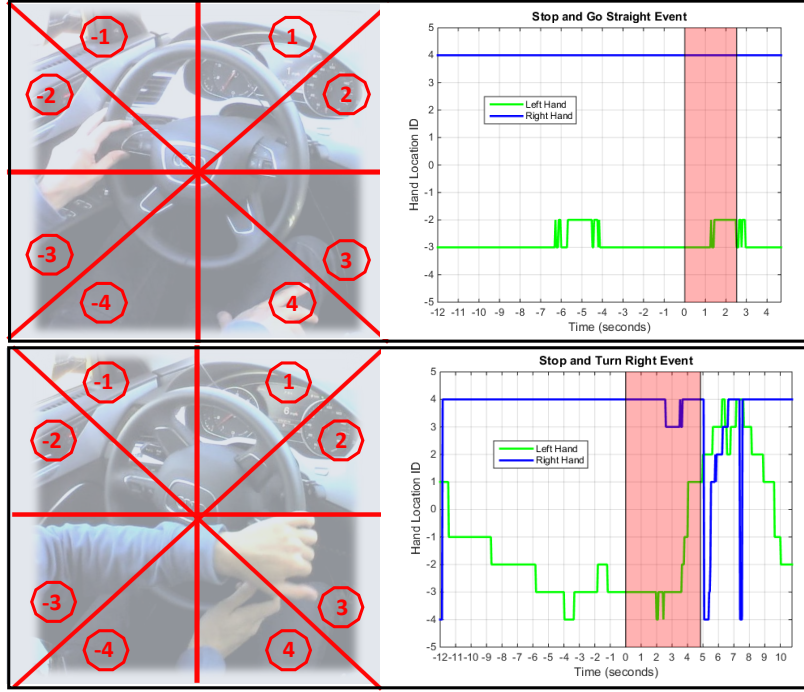 -1 1
-2 2
-3 3
-4 4
Stop and Go Straight Event
Hand Location ID
5
4
3
2
1
0
-1
-2
-3
-4
-5
Left Hand
Right Hand
-12 -11 -10 -9 -8 -7 -6 -5 -4 -3 -2 -1 0 1 2 3 4
Time (seconds)
-1 1
-2 2
-3 3
-4 4
Stop and Turn Right Event
Hand Location ID
5
4
3
2
1
0
-1
-2
-3
-4
-5
Left Hand
Right Hand
-12 -11 -10 -9 -8 -7 -6 -5 -4 -3 -2 -1 0 1 2 3 4 5 6 7 8 9 10
Time (seconds)